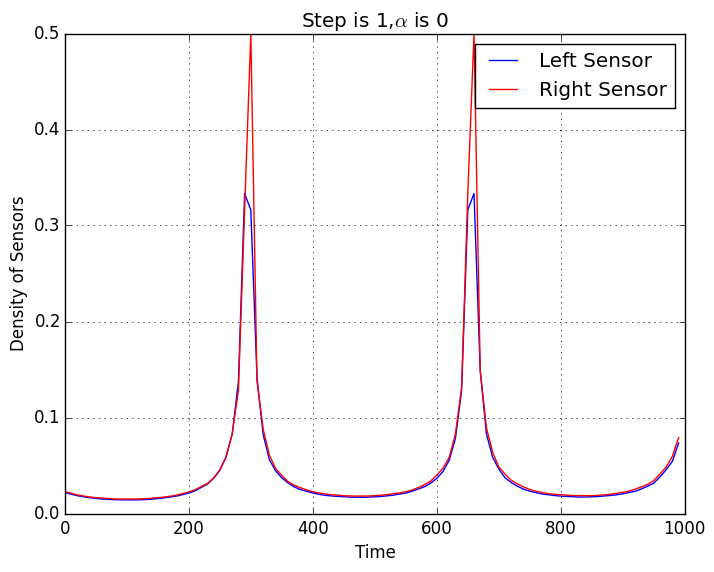 Step is 1,α is 0
Left Sensor
Right Sensor
Density of Sensors
0.5
0.4
0.3
0.2
0.1
0.0
0 200 400 600 800 1000
Time